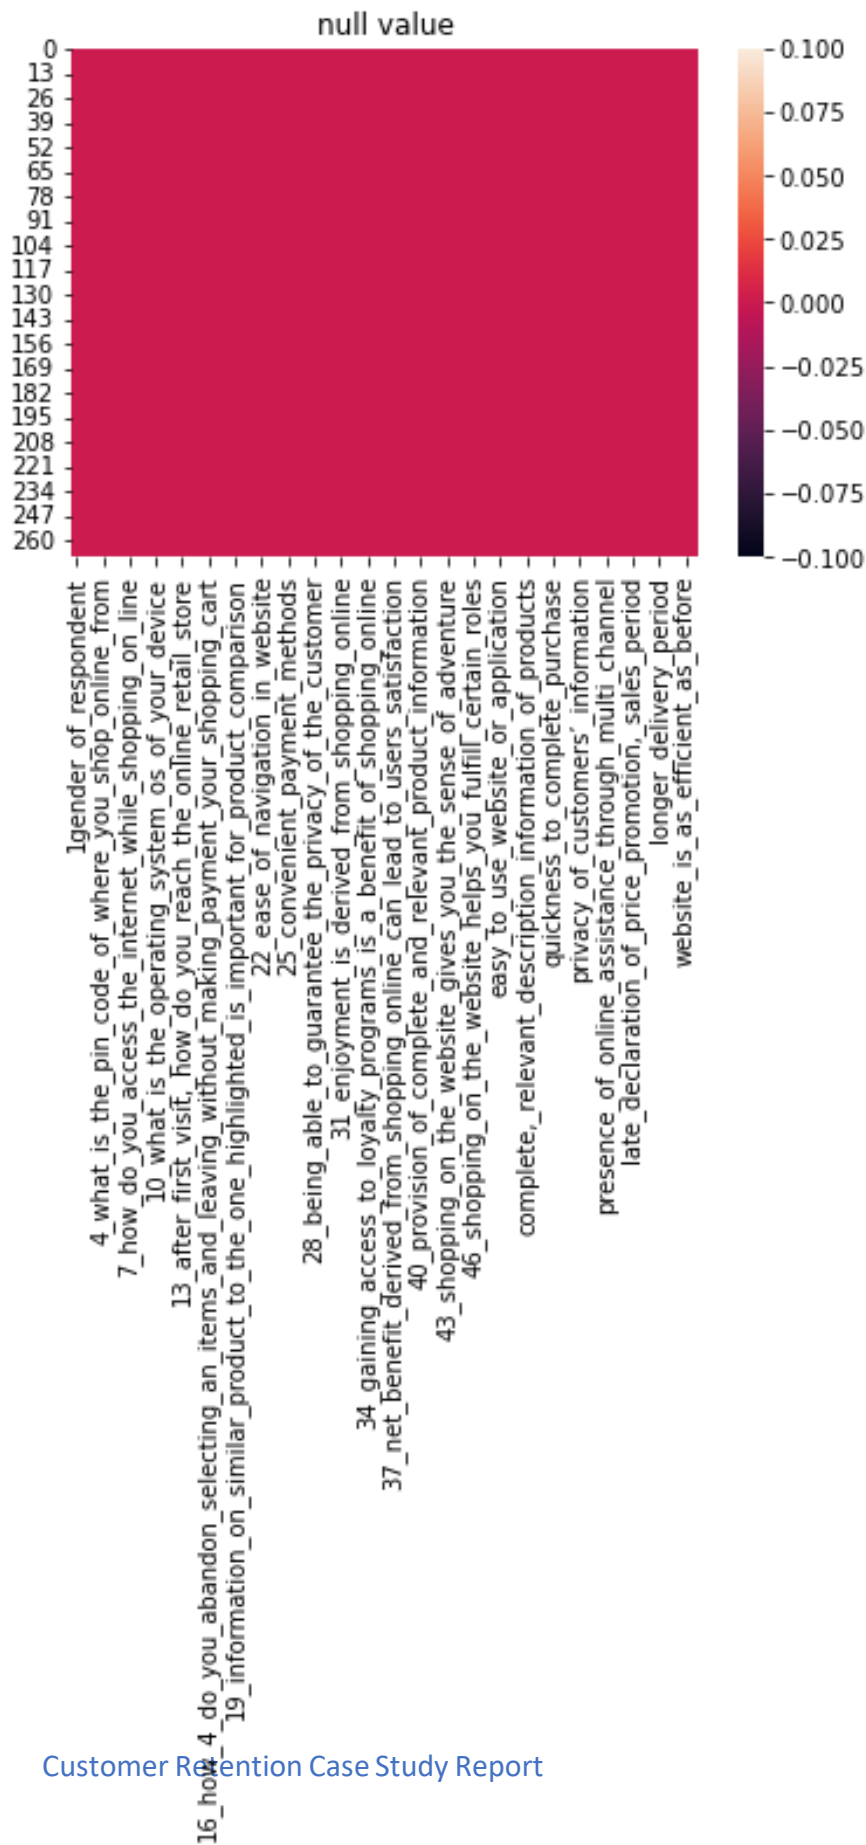 null value
0
13
26
39
52
65
78
91
104
117
130
143
156
169
182
195
208
221
234
247
260
0.100
0.075
0.050
0.025
0.000
−0.025
−0.050
−0.075
−0.100
1gender_of_respondent
4_what_is_the_pin_code_of_where_you_shop_online_from
7_how_do_you_access_the_internet_while_shopping_on_line
10_what_is_the_operating_system_os_of_your_device
13_after_first_visit,_how_do_you_reach_the_online_retail_store
16_how_4_do_you_abandon_selecting_an_items_and_leaving_without_making_payment_your_shopping_cart
19_information_on_similar_product_to_the_one_highlighted_is_important_for_product_comparison
22_ease_of_navigation_in_website
25_convenient_payment_methods
28_being_able_to_guarantee_the_privacy_of_the_customer
31_enjoyment_is_derived_from_shopping_online
34_gaining_access_to_loyalty_programs_is_a_benefit_of_shopping_online
37_net_benefit_derived_from_shopping_online_can_lead_to_users_satisfaction
40_provision_of_complete_and_relevant_product_information
43_shopping_on_the_website_gives_you_the_sense_of_adventure
46_shopping_on_the_website_helps_you_fulfill_certain_roles
easy_to_use_website_or_application
complete,_relevant_description_information_of_products
quickness_to_complete_purchase
privacy_of_customers'_information
presence_of_online_assistance_through_multi_channel
late_declaration_of_price_promotion,_sales_period
longer_delivery_period
website_is_as_efficient_as_before
Customer Retention Case Study Report